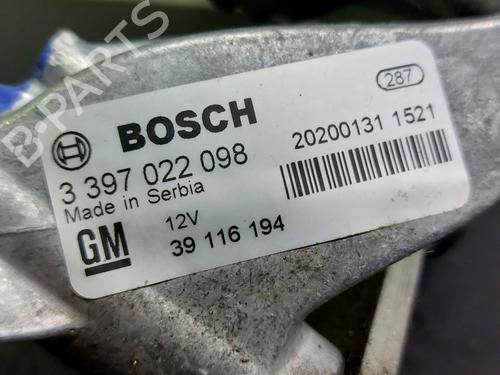 287
BOSCH
20200131 1521
3 397 022 098
Made in Serbia
12V
GM
39 116 194
B-PARTS